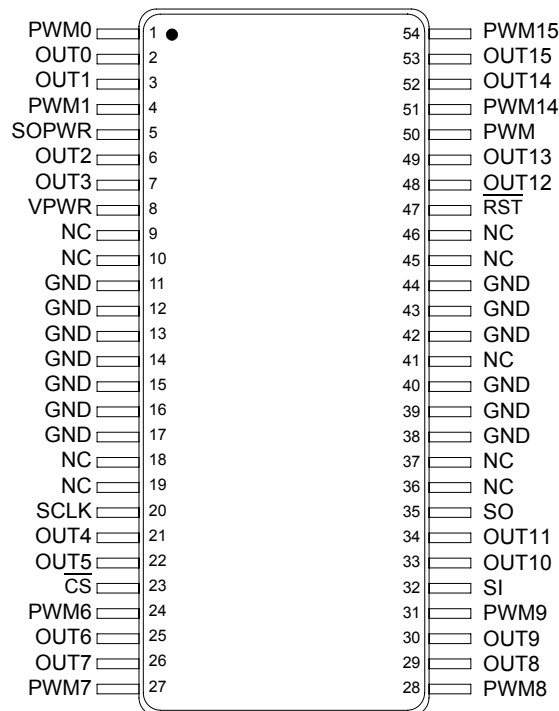 PWM0 1 54 PWM15
OUT0 2 53 OUT15
OUT1 3 52 OUT14
PWM1 4 51 PWM14
SOPWR 5 50 PWM
OUT2 6 49 OUT13
OUT3 7 48 OUT12
VPWR 8 47 RST
NC 9 46 NC
NC 10 45 NC
GND 11 44 GND
GND 12 43 GND
GND 13 42 GND
GND 14 41 NC
GND 15 40 GND
GND 16 39 GND
GND 17 38 GND
NC 18 37 NC
NC 19 36 NC
SCLK 20 35 SO
OUT4 21 34 OUT11
OUT5 22 33 OUT10
CS 23 32 SI
PWM6 24 31 PWM9
OUT6 25 30 OUT9
OUT7 26 29 OUT8
PWM7 27 28 PWM8